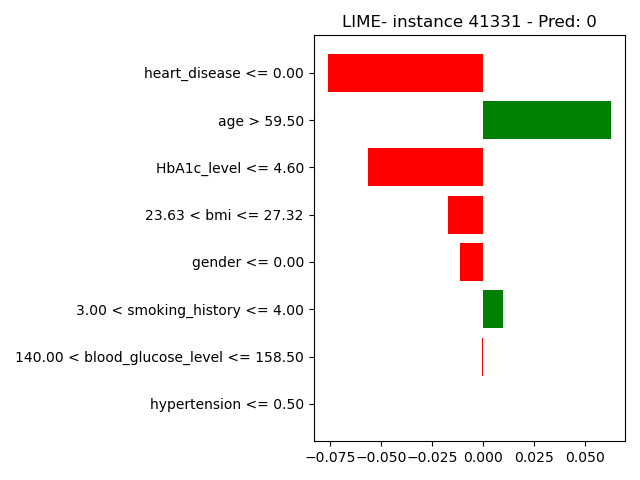 LIME- instance 41331 - Pred: 0
heart_disease <= 0.00
age > 59.50
HbA1c_level <= 4.60
23.63 < bmi <= 27.32
gender <= 0.00
3.00 < smoking_history <= 4.00
140.00 < blood_glucose_level <= 158.50
hypertension <= 0.50
−0.075 −0.050 −0.025 0.000 0.025 0.050